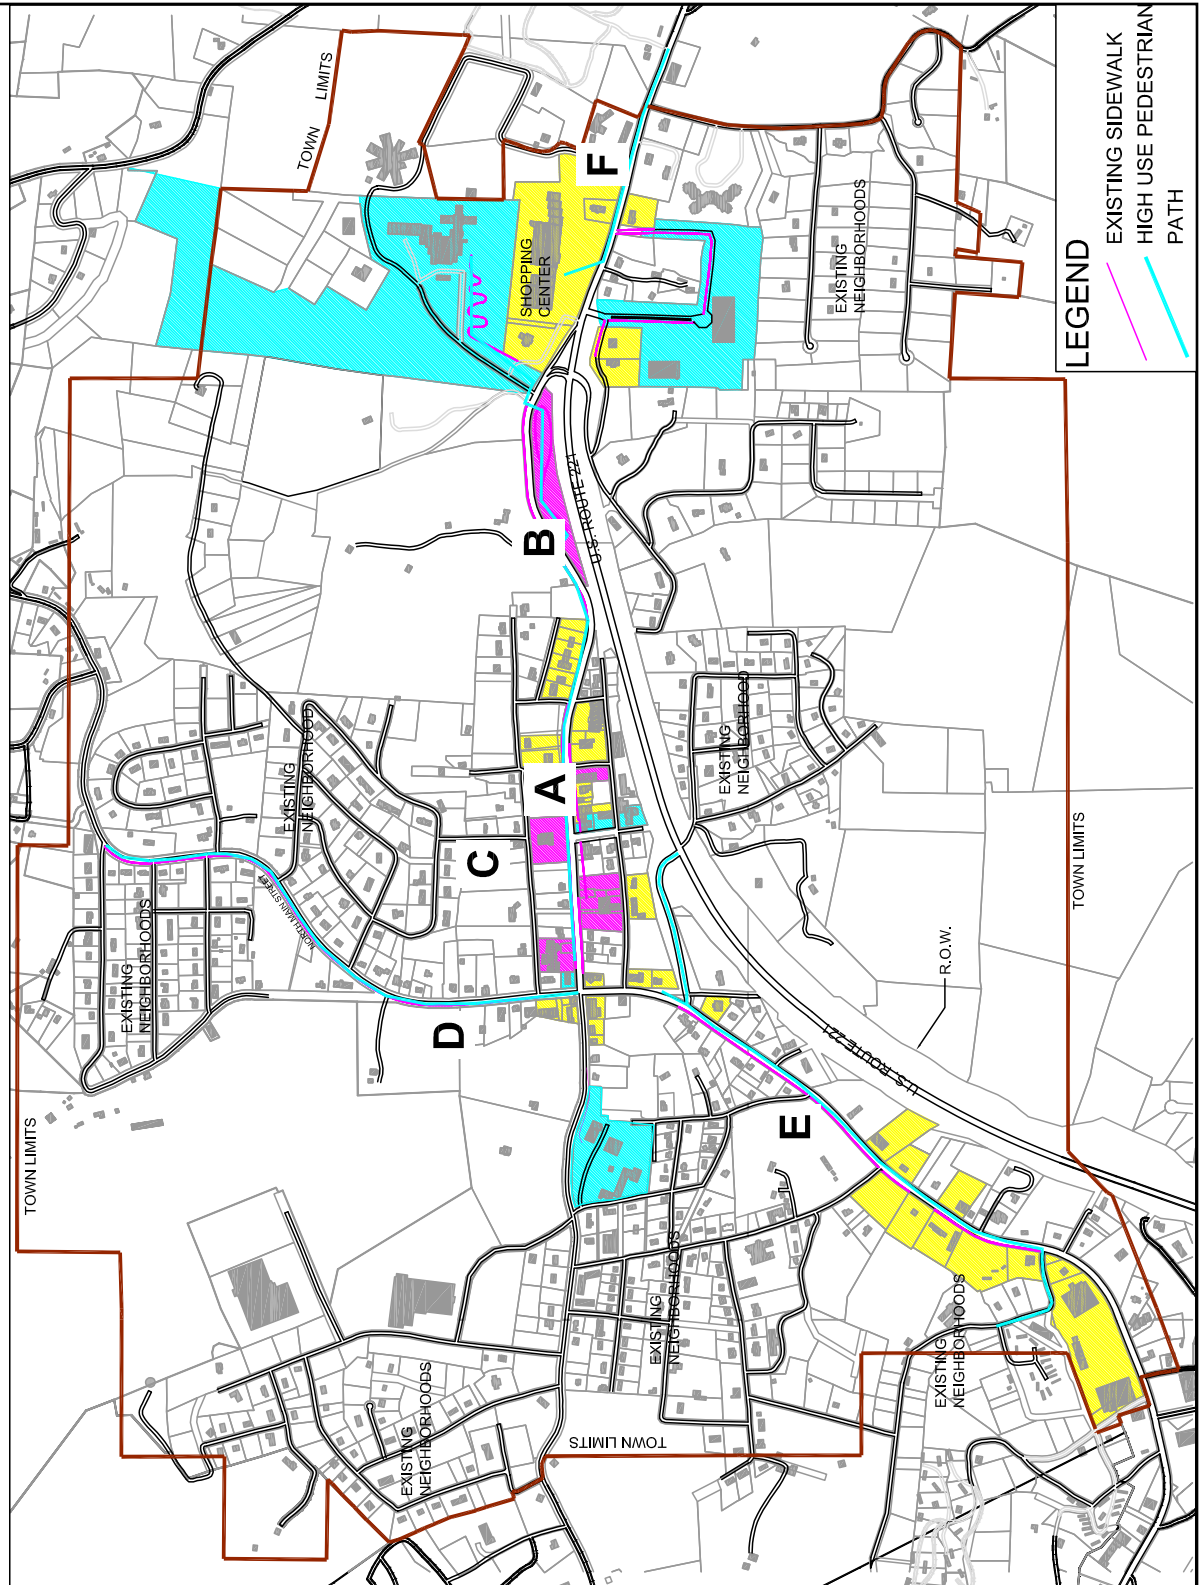 TOWN LIMITS
TOWN LIMITS
EXISTING
NEIGHBORHOODS
NORTH MAIN STREET
EXISTING
NEIGHBORHOOD
SHOPPING
CENTER
F
B
A
C
D
E
U.S. ROUTE 221
EXISTING
NEIGHBORHOODS
EXISTING
NEIGHBORHOOD
EXISTING
NEIGHBORHOODS
EXISTING
NEIGHBORHOODS
EXISTING
NEIGHBORHOODS
TOWN LIMITS
U.S. ROUTE 221
R.O.W.
TOWN LIMITS
LEGEND
EXISTING SIDEWALK
HIGH USE PEDESTRIAN
PATH